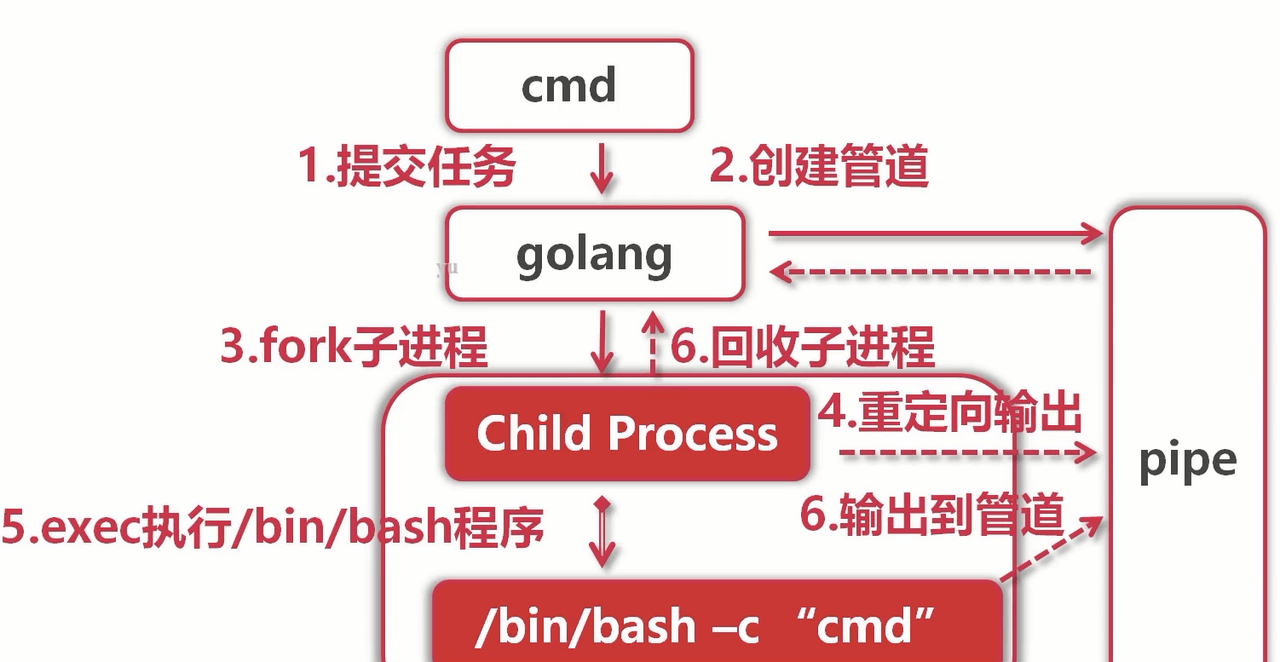 cmd
1.提交任务
2.创建管道
golang
yu
3.fork子进程
6.回收子进程
Child Process
4.重定向输出
pipe
5.exec执行/bin/bash程序
6.输出到管道
/bin/bash –c “cmd”